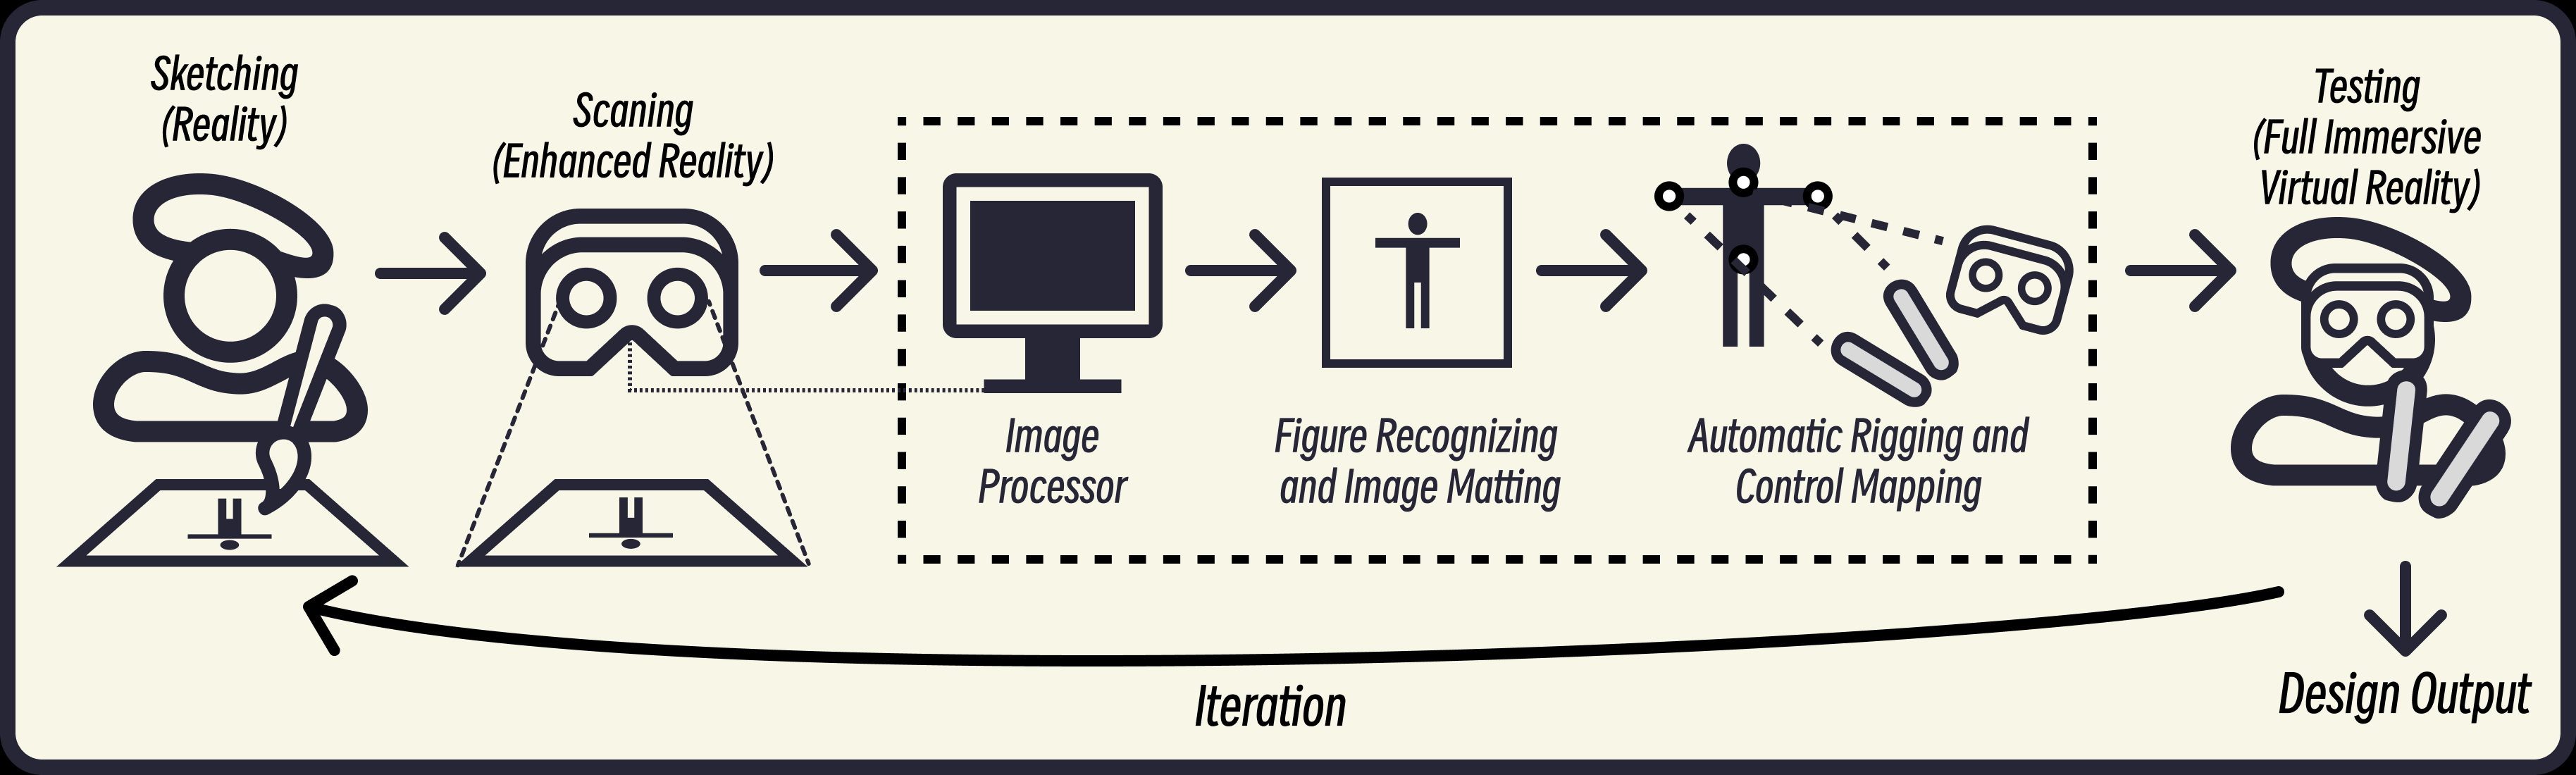 Sketching
(Reality)
Scaning
(Enhanced Reality)
Image
Processor
Figure Recognizing
and Image Matting
Automatic Rigging and
Control Mapping
Testing
(Full Immersive
Virtual Reality)
Iteration
Design Output